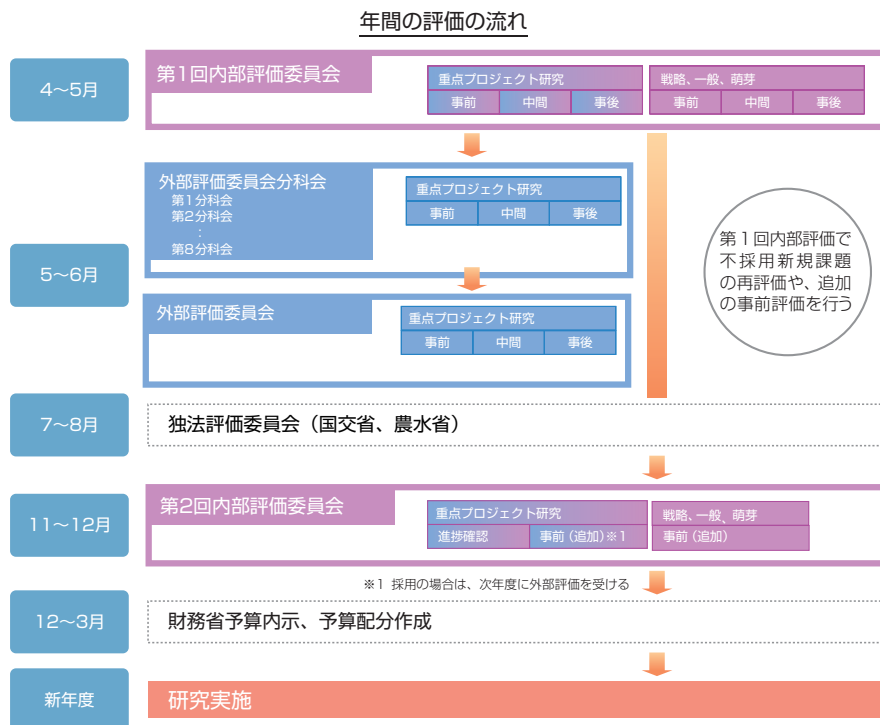 年間の評価の流れ
4～5月
第1回内部評価委員会
重点プロジェクト研究
事前 中間 事後
戦略、一般、萌芽
事前 中間 事後
5～6月
外部評価委員会分科会
第1分科会
第2分科会
：
第8分科会
重点プロジェクト研究
事前 中間 事後
外部評価委員会
重点プロジェクト研究
事前 中間 事後
第1回内部評価で
不採用新規課題
の再評価や、追加
の事前評価を行う
7～8月
独法評価委員会（国交省、農水省）
11～12月
第2回内部評価委員会
重点プロジェクト研究
進捗確認 事前（追加）※1
戦略、一般、萌芽
事前（追加）
※1 採用の場合は、次年度に外部評価を受ける
12～3月
財務省予算内示、予算配分作成
新年度
研究実施